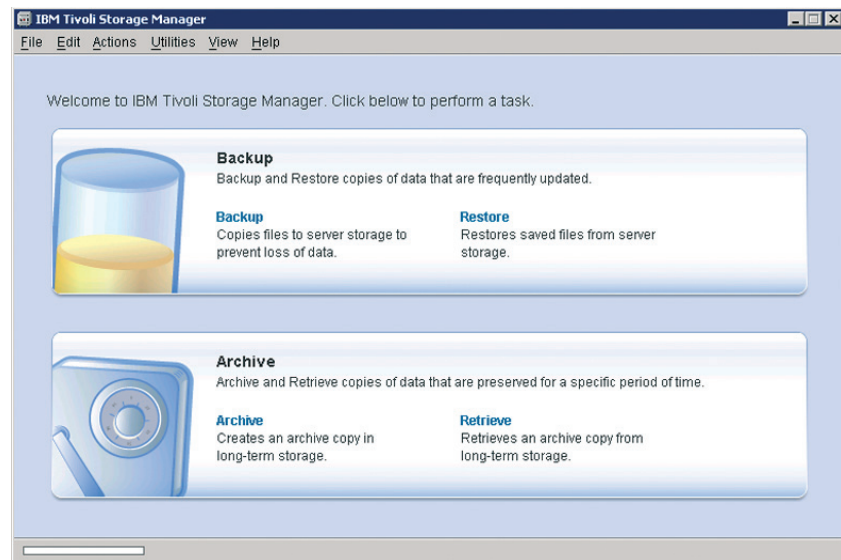 IBM Tivoli Storage Manager
File Edit Actions Utilities View Help
Welcome to IBM Tivoli Storage Manager. Click below to perform a task.
Backup
Backup and Restore copies of data that are frequently updated.
Backup
Copies files to server storage to
prevent loss of data.
Restore
Restores saved files from server
storage.
Archive
Archive and Retrieve copies of data that are preserved for a specific period of time.
Archive
Creates an archive copy in
long-term storage.
Retrieve
Retrieves an archive copy from
long-term storage.